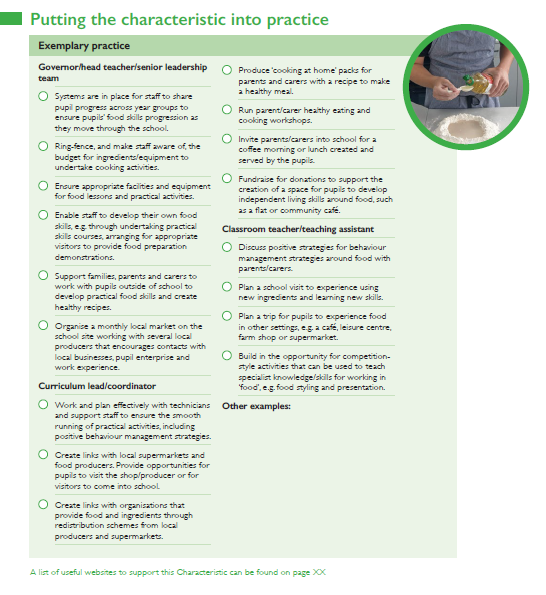 Putting the characteristic into practice
Exemplary practice
Governor/head teacher/senior leadership
team
Systems are in place for staff to share
pupil progress across year groups to
ensure pupils' food skills progression as
they move through the school.
Ring-fence, and make staff aware of, the
budget for ingredients/equipment to
undertake cooking activities.
Ensure appropriate facilities and equipment
for food lessons and practical activities.
Enable staff to develop their own food
skills, e.g. through undertaking practical
skills courses, arranging for appropriate
visitors to provide food preparation
demonstrations.
Support families, parents and carers to
work with pupils outside of school to
develop practical food skills and create
healthy recipes.
Organise a monthly local market on the
school site working with several local
producers that encourages contacts with
local businesses, pupil enterprise and
work experience.
Curriculum lead/coordinator
Work and plan effectively with technicians
and support staff to ensure the smooth
running of practical activities, including
positive behaviour management strategies.
Create links with local supermarkets and
food producers. Provide opportunities for
pupils to visit the shop/producer or for
visitors to come into school.
Create links with organisations that
provide food and ingredients through
redistribution schemes from local
producers and supermarkets.
Produce 'cooking at home' packs for
parents and carers with a recipe to make
a healthy meal.
Run parent/carer healthy eating and
cooking workshops.
Invite parents/carers into school for a
coffee morning or lunch created and
served by the pupils.
Fundraise for donations to support the
creation of a space for pupils to develop
independent living skills around food, such
as a flat or community café.
Classroom teacher/teaching assistant
Discuss positive strategies for behaviour
management strategies around food with
parents/carers.
Plan a school visit to experience using
new ingredients and learning new skills.
Plan a trip for pupils to experience food
in other settings, e.g. a café, leisure centre,
farm shop or supermarket.
Build in the opportunity for competition-
style activities that can be used to teach
specialist knowledge/skills for working in
'food', e.g. food styling and presentation.
Other examples:
A list of useful websites to support this Characteristic can be found on page XX